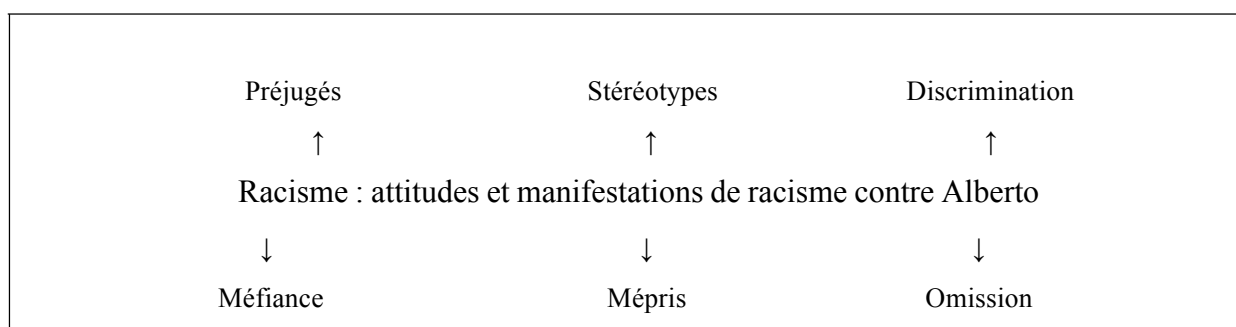 Préjugés Stéréotypes Discrimination
↑ ↑ ↑
Racisme : attitudes et manifestations de racisme contre Alberto
↓ ↓ ↓
Méfiance Mépris Omission